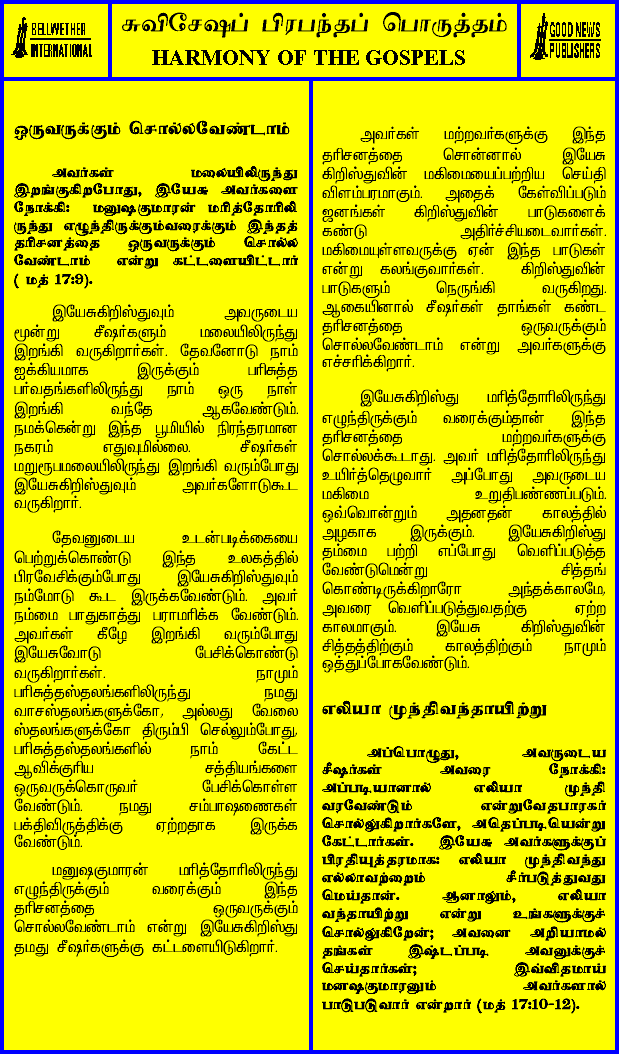 BELLWETHER
INTERNATIONAL
சுவிசேஷப் பிரபந்தப் பொருத்தம்
HARMONY OF THE GOSPELS
GOOD NEWS
PUBLISHERS
ஒருவருக்கும் சொல்லவேண்டாம்
அவர்கள் மலையிலிருந்து
இறங்குகிறபோது, இயேசு அவர்களை
நோக்கி: மனுஷகுமாரன் மரித்தோரிலி
ருந்து எழுந்திருக்கும்வரைக்கும் இந்தத்
தரிசனத்தை ஒருவருக்கும் சொல்ல
வேண்டாம் என்று கட்டளையிட்டார்
( மத் 17:9).
இயேசுகிறிஸ்துவும் அவருடைய
மூன்று சீஷர்களும் மலையிலிருந்து
இறங்கி வருகிறார்கள். தேவனோடு நாம்
ஐக்கியமாக இருக்கும் பரிசுத்த
பர்வதங்களிலிருந்து நாம் ஒரு நாள்
இறங்கி வந்தே ஆகவேண்டும்.
நமக்கென்று இந்த பூமியில் நிரந்தரமான
நகரம் எதுவுமில்லை. சீஷர்கள்
மறுரூபமலையிலிருந்து இறங்கி வரும்போது
இயேசுகிறிஸ்துவும் அவர்களோடுகூட
வருகிறார்.
தேவனுடைய உடன்படிக்கையை
பெற்றுக்கொண்டு இந்த உலகத்தில்
பிரவேசிக்கும்போது இயேசுகிறிஸ்துவும்
நம்மோடு கூட இருக்கவேண்டும். அவர்
நம்மை பாதுகாத்து பராமரிக்க வேண்டும்.
அவர்கள் கீழே இறங்கி வரும்போது
இயேசுவோடு பேசிக்கொண்டு
வருகிறார்கள். நாமும்
பரிசுத்தஸ்தலங்களிலிருந்து நமது
வாசஸ்தலங்களுக்கோ, அல்லது வேலை
ஸ்தலங்களுக்கோ திரும்பி செல்லும்போது,
பரிசுத்தஸ்தலங்களில் நாம் கேட்ட
ஆவிக்குரிய சத்தியங்களை
ஒருவருக்கொருவர் பேசிக்கொள்ள
வேண்டும். நமது சம்பாஷணைகள்
பக்திவிருத்திக்கு ஏற்றதாக இருக்க
வேண்டும்.
மனுஷகுமாரன் மரித்தோரிலிருந்து
எழுந்திருக்கும் வரைக்கும் இந்த
தரிசனத்தை ஒருவருக்கும்
சொல்லவேண்டாம் என்று இயேசுகிறிஸ்து
தமது சீஷர்களுக்கு கட்டளையிடுகிறார்.
அவர்கள் மற்றவர்களுக்கு இந்த
தரிசனத்தை சொன்னால் இயேசு
கிறிஸ்துவின் மகிமையைப்பற்றிய செய்தி
விளம்பரமாகும். அதைக் கேள்விப்படும்
ஜனங்கள் கிறிஸ்துவின் பாடுகளைக்
கண்டு அதிர்ச்சியடைவார்கள்.
மகிமையுள்ளவருக்கு ஏன் இந்த பாடுகள்
என்று கலங்குவார்கள். கிறிஸ்துவின்
பாடுகளும் நெருங்கி வருகிறது.
ஆகையினால் சீஷர்கள் தாங்கள் கண்ட
தரிசனத்தை ஒருவருக்கும்
சொல்லவேண்டாம் என்று அவர்களுக்கு
எச்சரிக்கிறார்.
இயேசுகிறிஸ்து மரித்தோரிலிருந்து
எழுந்திருக்கும் வரைக்கும்தான் இந்த
தரிசனத்தை மற்றவர்களுக்கு
சொல்லக்கூடாது. அவர் மரித்தோரிலிருந்து
உயிர்த்தெழுவார் அப்போது அவருடைய
மகிமை உறுதிபண்ணப்படும்.
ஒவ்வொன்றும் அதனதன் காலத்தில்
அழகாக இருக்கும். இயேசுகிறிஸ்து
தம்மை பற்றி எப்போது வெளிப்படுத்த
வேண்டுமென்று சித்தங்
கொண்டிருக்கிறாரோ அந்தக்காலமே,
அவரை வெளிப்படுத்துவதற்கு ஏற்ற
காலமாகும். இயேசு கிறிஸ்துவின்
சித்தத்திற்கும் காலத்திற்கும் நாமும்
ஒத்துப்போகவேண்டும்.
எலியா முந்திவந்தாயிற்று
அப்பொழுது, அவருடைய
சீஷர்கள் அவரை நோக்கி:
அப்படியானால் எலியா முந்தி
வரவேண்டும் என்றுவேதபாரகர்
சொல்லுகிறார்களே, அதெப்படியென்று
கேட்டார்கள். இயேசு அவர்களுக்குப்
பிரதியுத்தரமாக: எலியா முந்திவந்து
எல்லாவற்றைம் சீர்படுத்துவது
மெய்தான். ஆனாலும், எலியா
வந்தாயிற்று என்று உங்களுக்குச்
சொல்லுகிறேன்; அவனை அறியாமல்
தங்கள் இஷ்டப்படி அவனுக்குச்
செய்தார்கள்; இவ்விதமாய்
மனஷகுமாரனும் அவர்களால்
பாடுபடுவார் என்றார் (மத் 17:10-12).